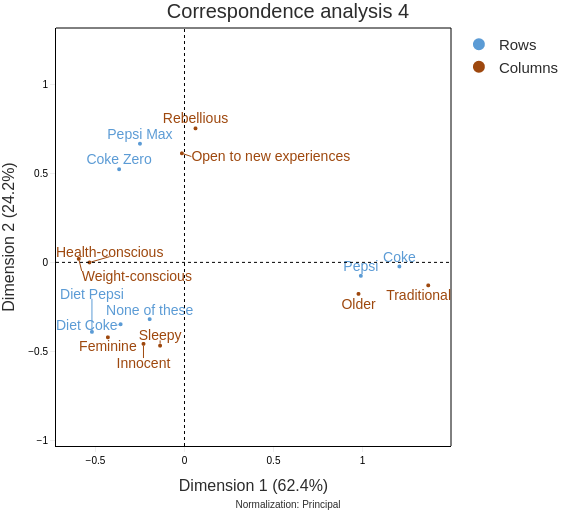 Correspondence analysis 4
Rows
Columns
Dimension 2 (24.2%)
1
0.5
0
−0.5
−1
Rebellious
Pepsi Max
Open to new experiences
Coke Zero
Health-conscious
Coke
Pepsi
Weight-conscious
Diet Pepsi
Traditional
Older
None of these
Diet Coke
Sleepy
Feminine
Innocent
−0.5
0
0.5
1
Dimension 1 (62.4%)
Normalization: Principal